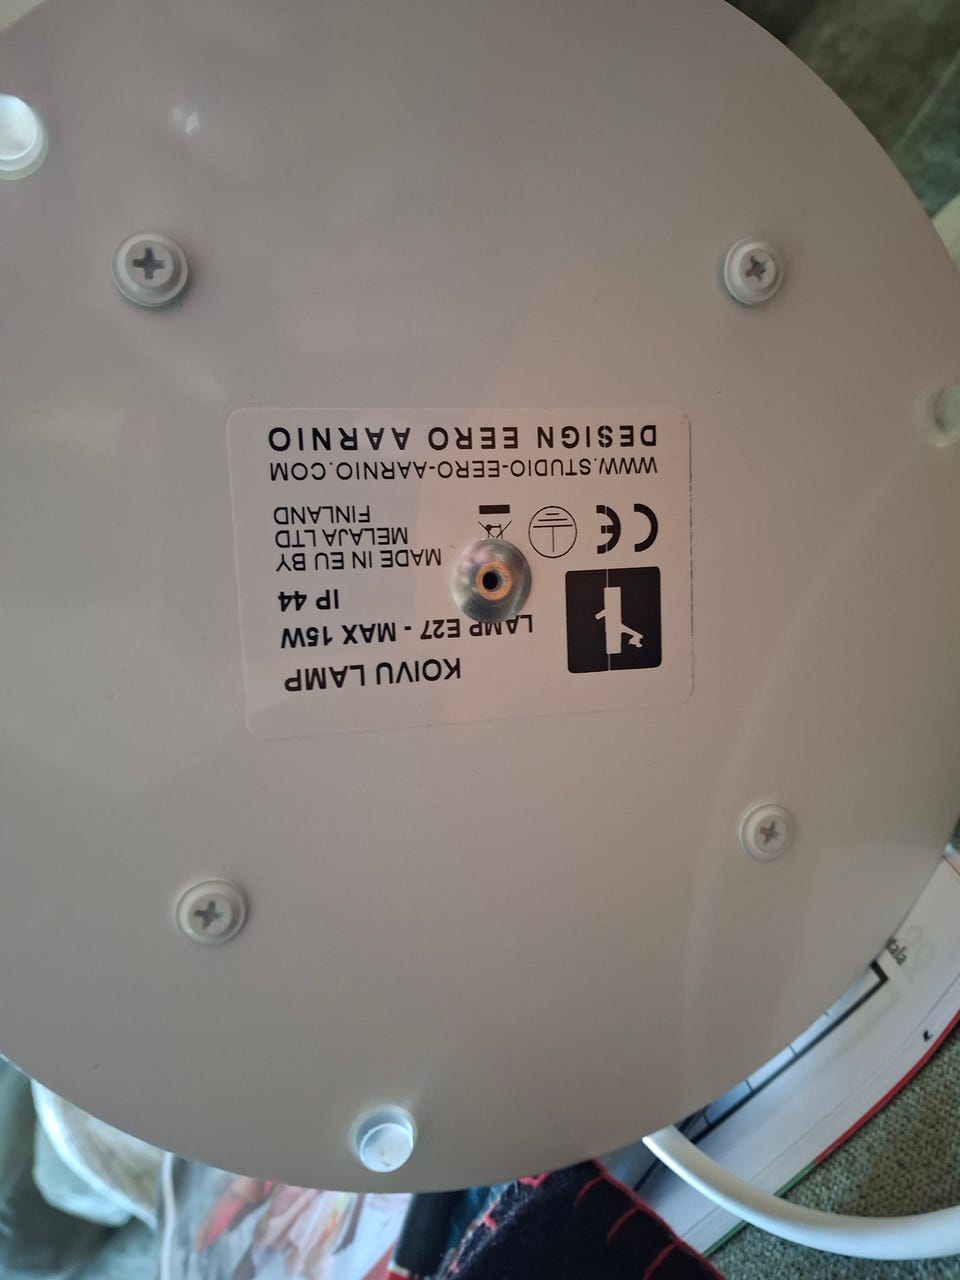 KOIVU LAMP
LAMP E27 - MAX 15W
IP 44
MADE IN EU BY
MELAJA LTD
FINLAND
CE
WWW.STUDIO-EERO-AARNIO.COM
DESIGN EERO AARNIO